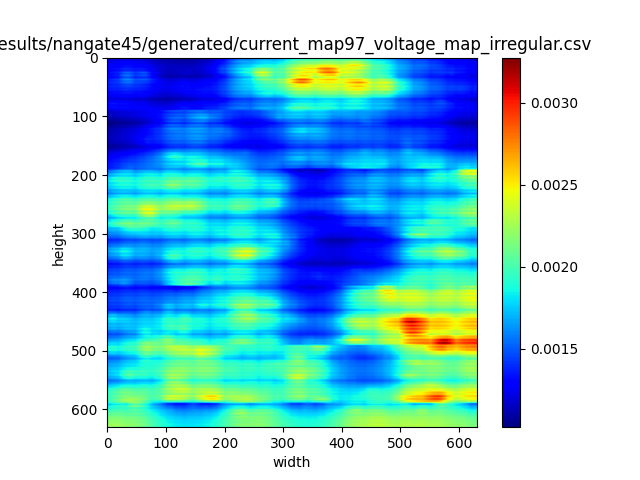 esults/nangate45/generated/current_map97_voltage_map_irregular.csv
0
100
200
300
400
500
600
height
0 100 200 300 400 500 600
width
0.0030
0.0025
0.0020
0.0015